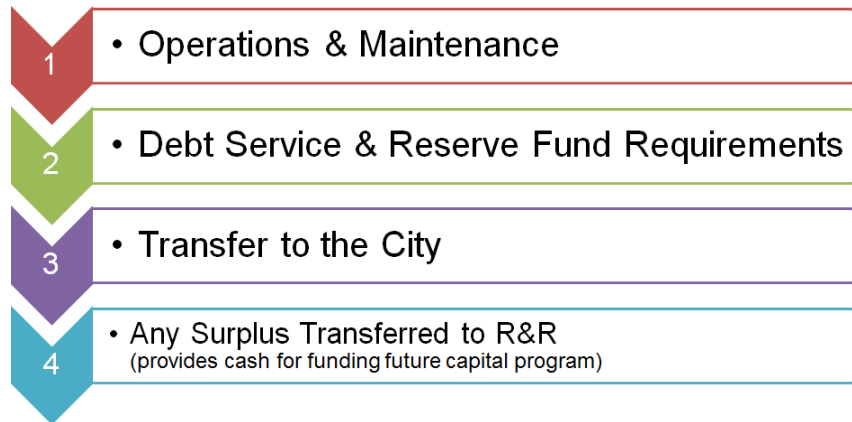 1
• Operations & Maintenance
2
• Debt Service & Reserve Fund Requirements
3
• Transfer to the City
4
• Any Surplus Transferred to R&R
(provides cash for funding future capital program)